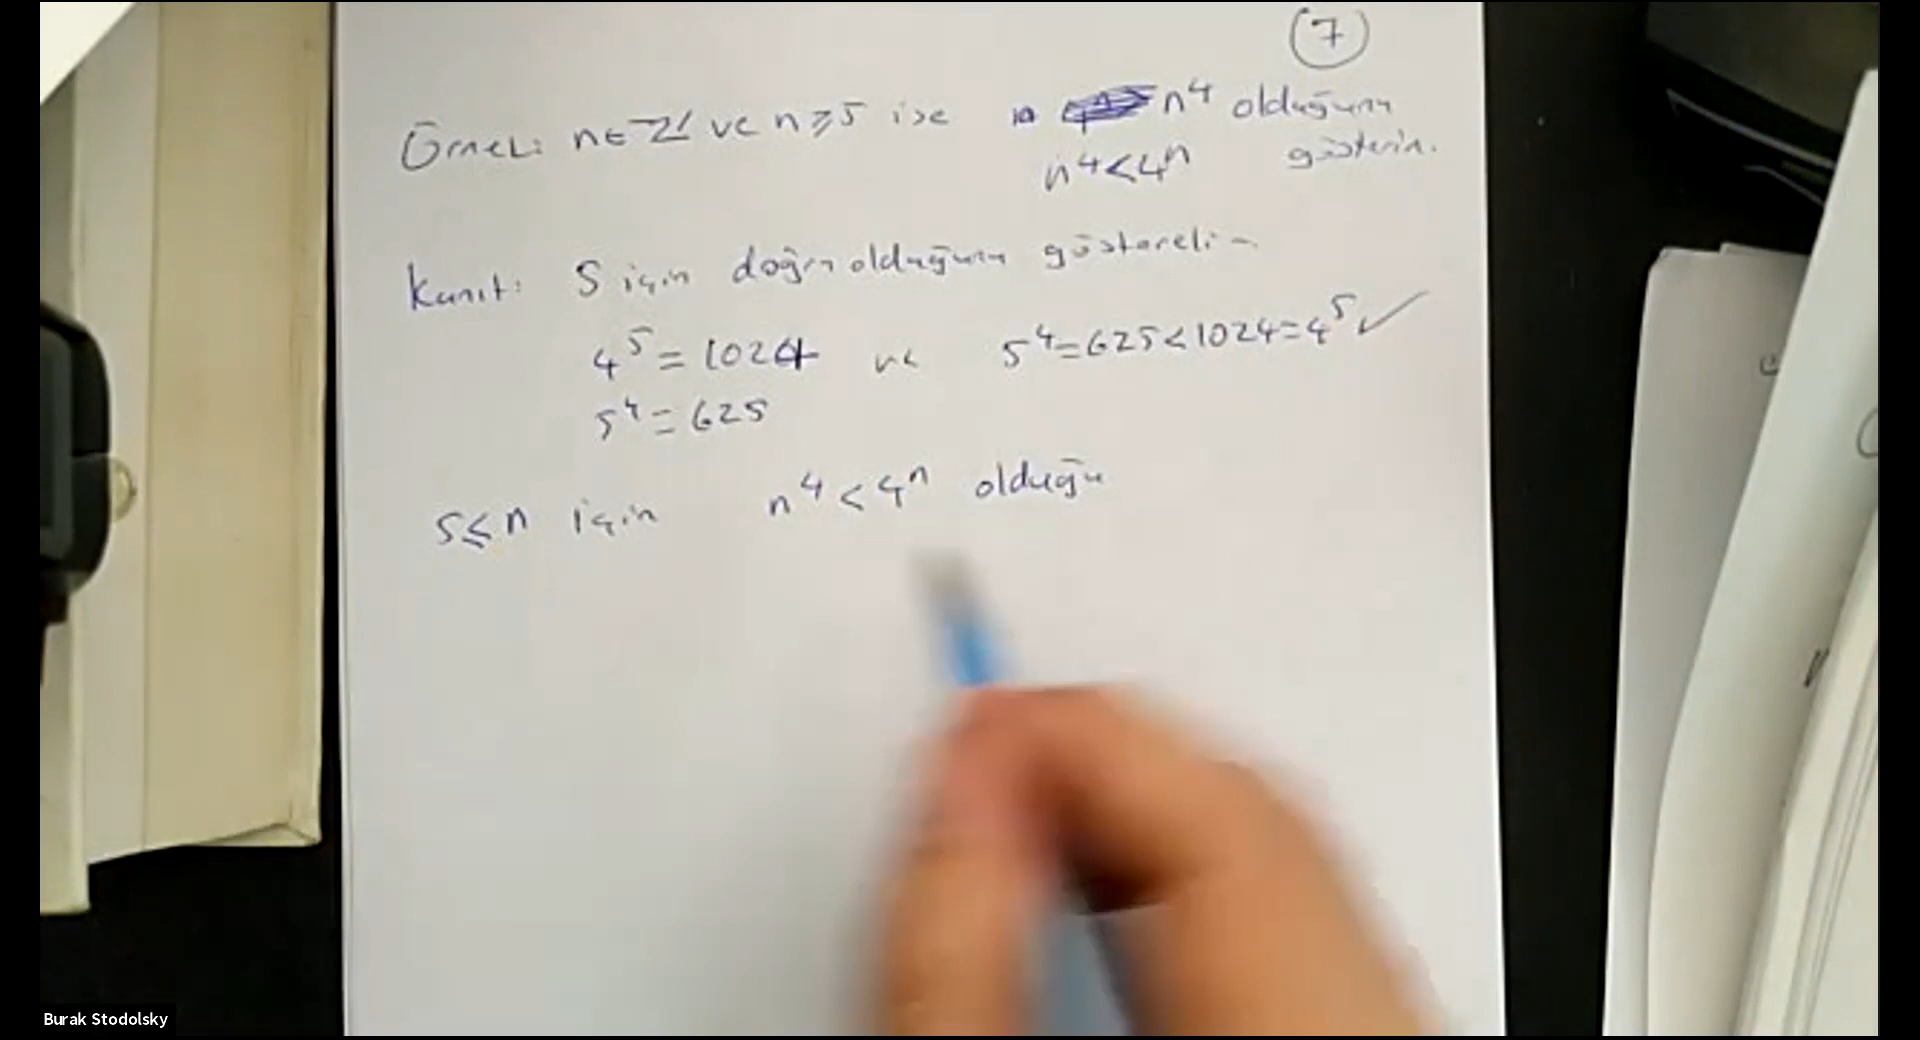 7
Örnek: n∈Z ve n≥5 ise n⁴ olduğunu
n⁴<4ⁿ gösterin.
Kanıt: 5 için doğru olduğunu gösterelim.
4⁵=1024 ve 5⁴=625<1024=4⁵✓
5⁴=625
5≤n için n⁴<4ⁿ olduğu
Burak Stodolsky